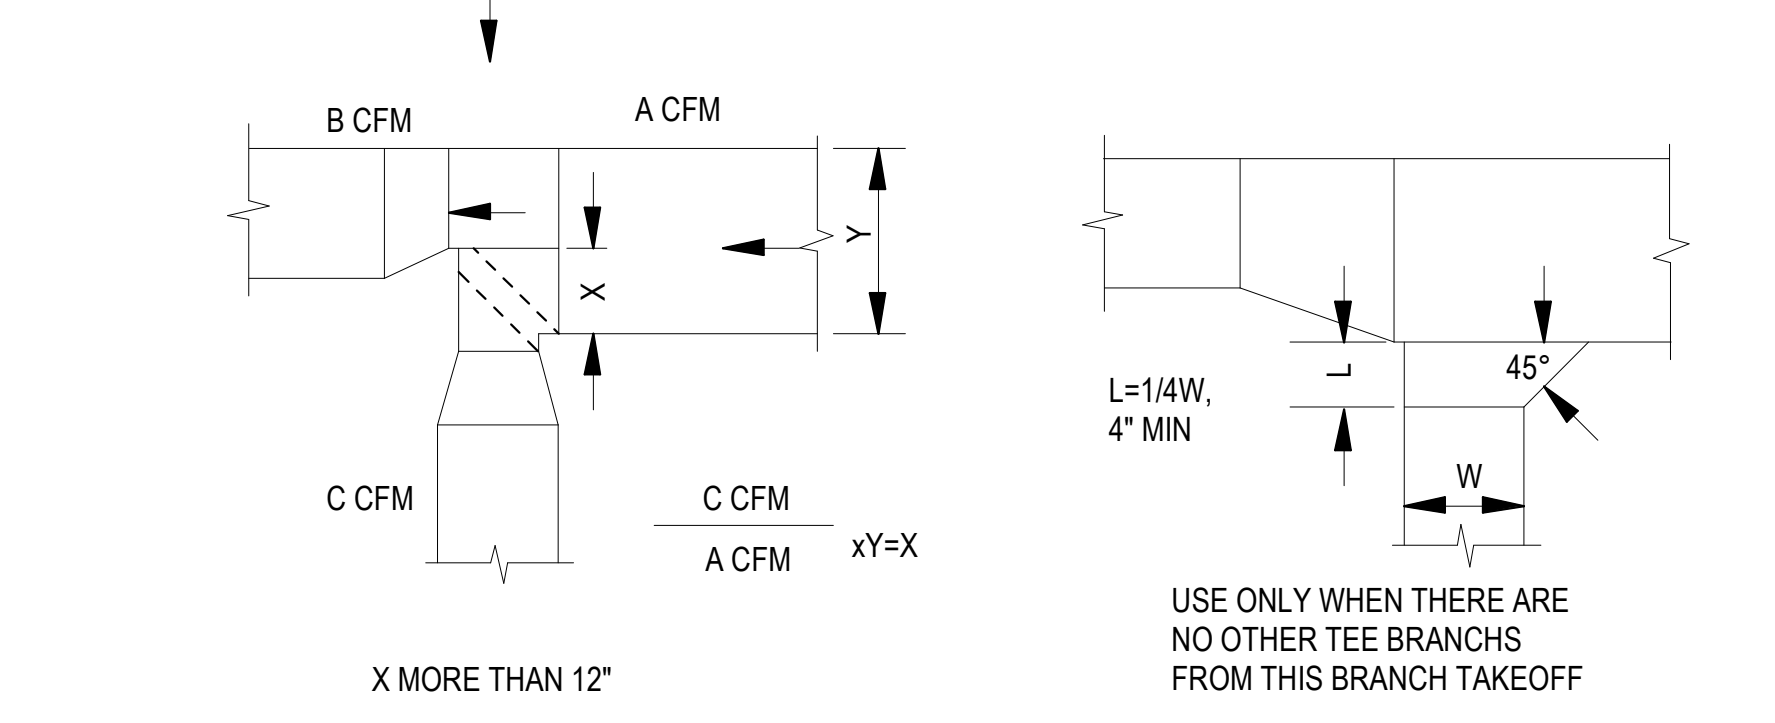 B CFM
A CFM
Y
X
C CFM
C CFM
A CFM
xY=X
X MORE THAN 12"
L
45°
L=1/4W,
4" MIN
W
USE ONLY WHEN THERE ARE
NO OTHER TEE BRANCHS
FROM THIS BRANCH TAKEOFF